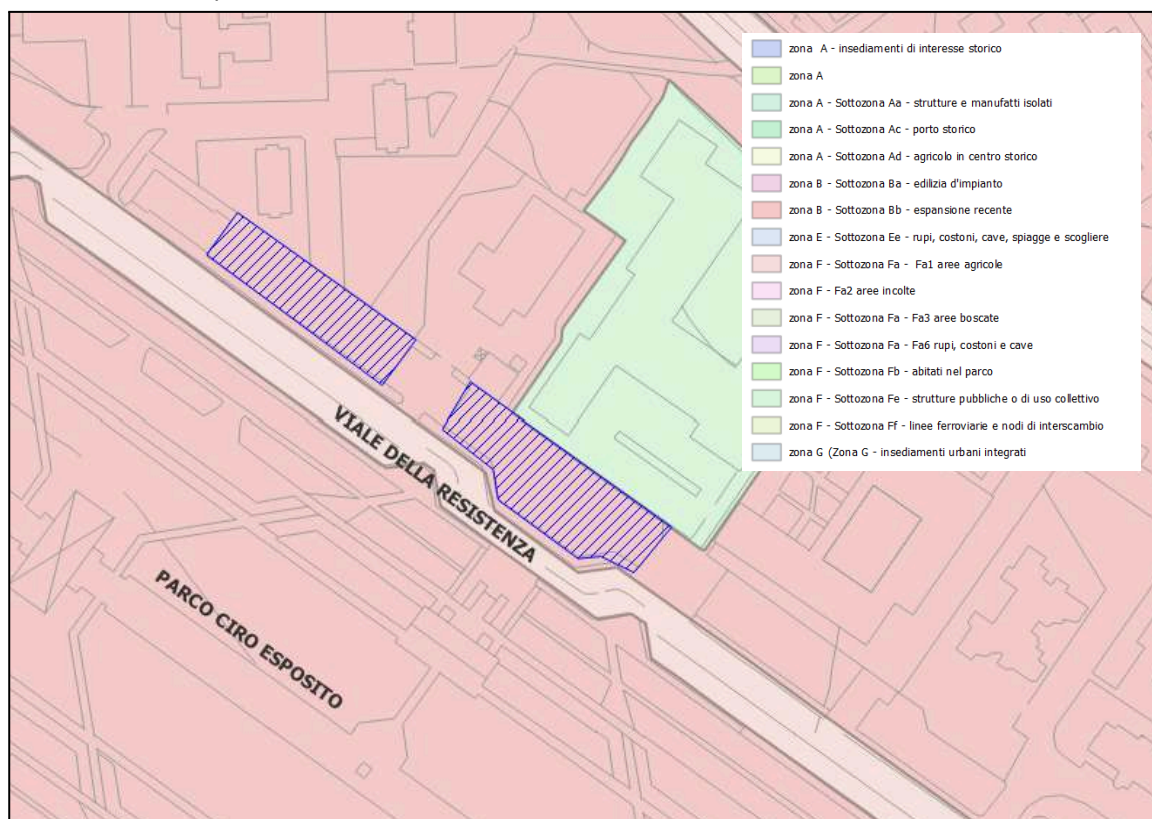 zona A - insediamenti di interesse storico
zona A
zona A - Sottozona Aa - strutture e manufatti isolati
zona A - Sottozona Ac - porto storico
zona A - Sottozona Ad - agricolo in centro storico
zona B - Sottozona Ba - edilizia d'impianto
zona B - Sottozona Bb - espansione recente
zona E - Sottozona Ee - rupi, costoni, cave, spiagge e scogliere
zona F - Sottozona Fa - Fa1 aree agricole
zona F - Fa2 aree incolte
zona F - Sottozona Fa - Fa3 aree boscate
zona F - Sottozona Fa - Fa6 rupi, costoni e cave
zona F - Sottozona Fb - abitati nel parco
zona F - Sottozona Fe - strutture pubbliche o di uso collettivo
zona F - Sottozona Ff - linee ferroviarie e nodi di interscambio
zona G (Zona G - insediamenti urbani integrati
VIALE DELLA RESISTENZA
PARCO CIRO ESPOSITO